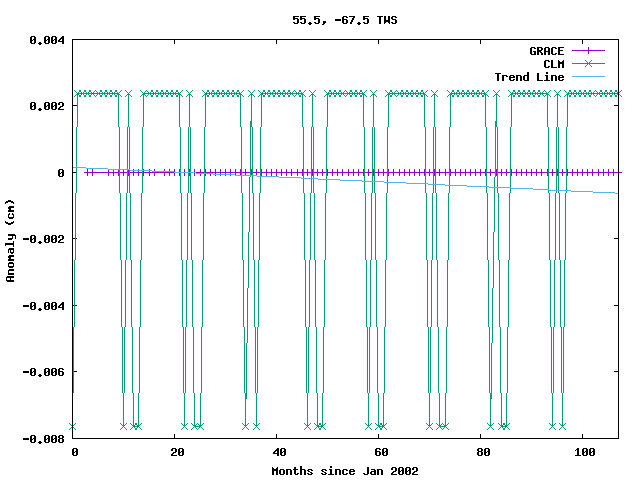 55.5, -67.5 TWS
GRACE
CLM
Trend Line
0.004
0.002
0
-0.002
-0.004
-0.006
-0.008
Anomaly (cm)
0 20 40 60 80 100
Months since Jan 2002